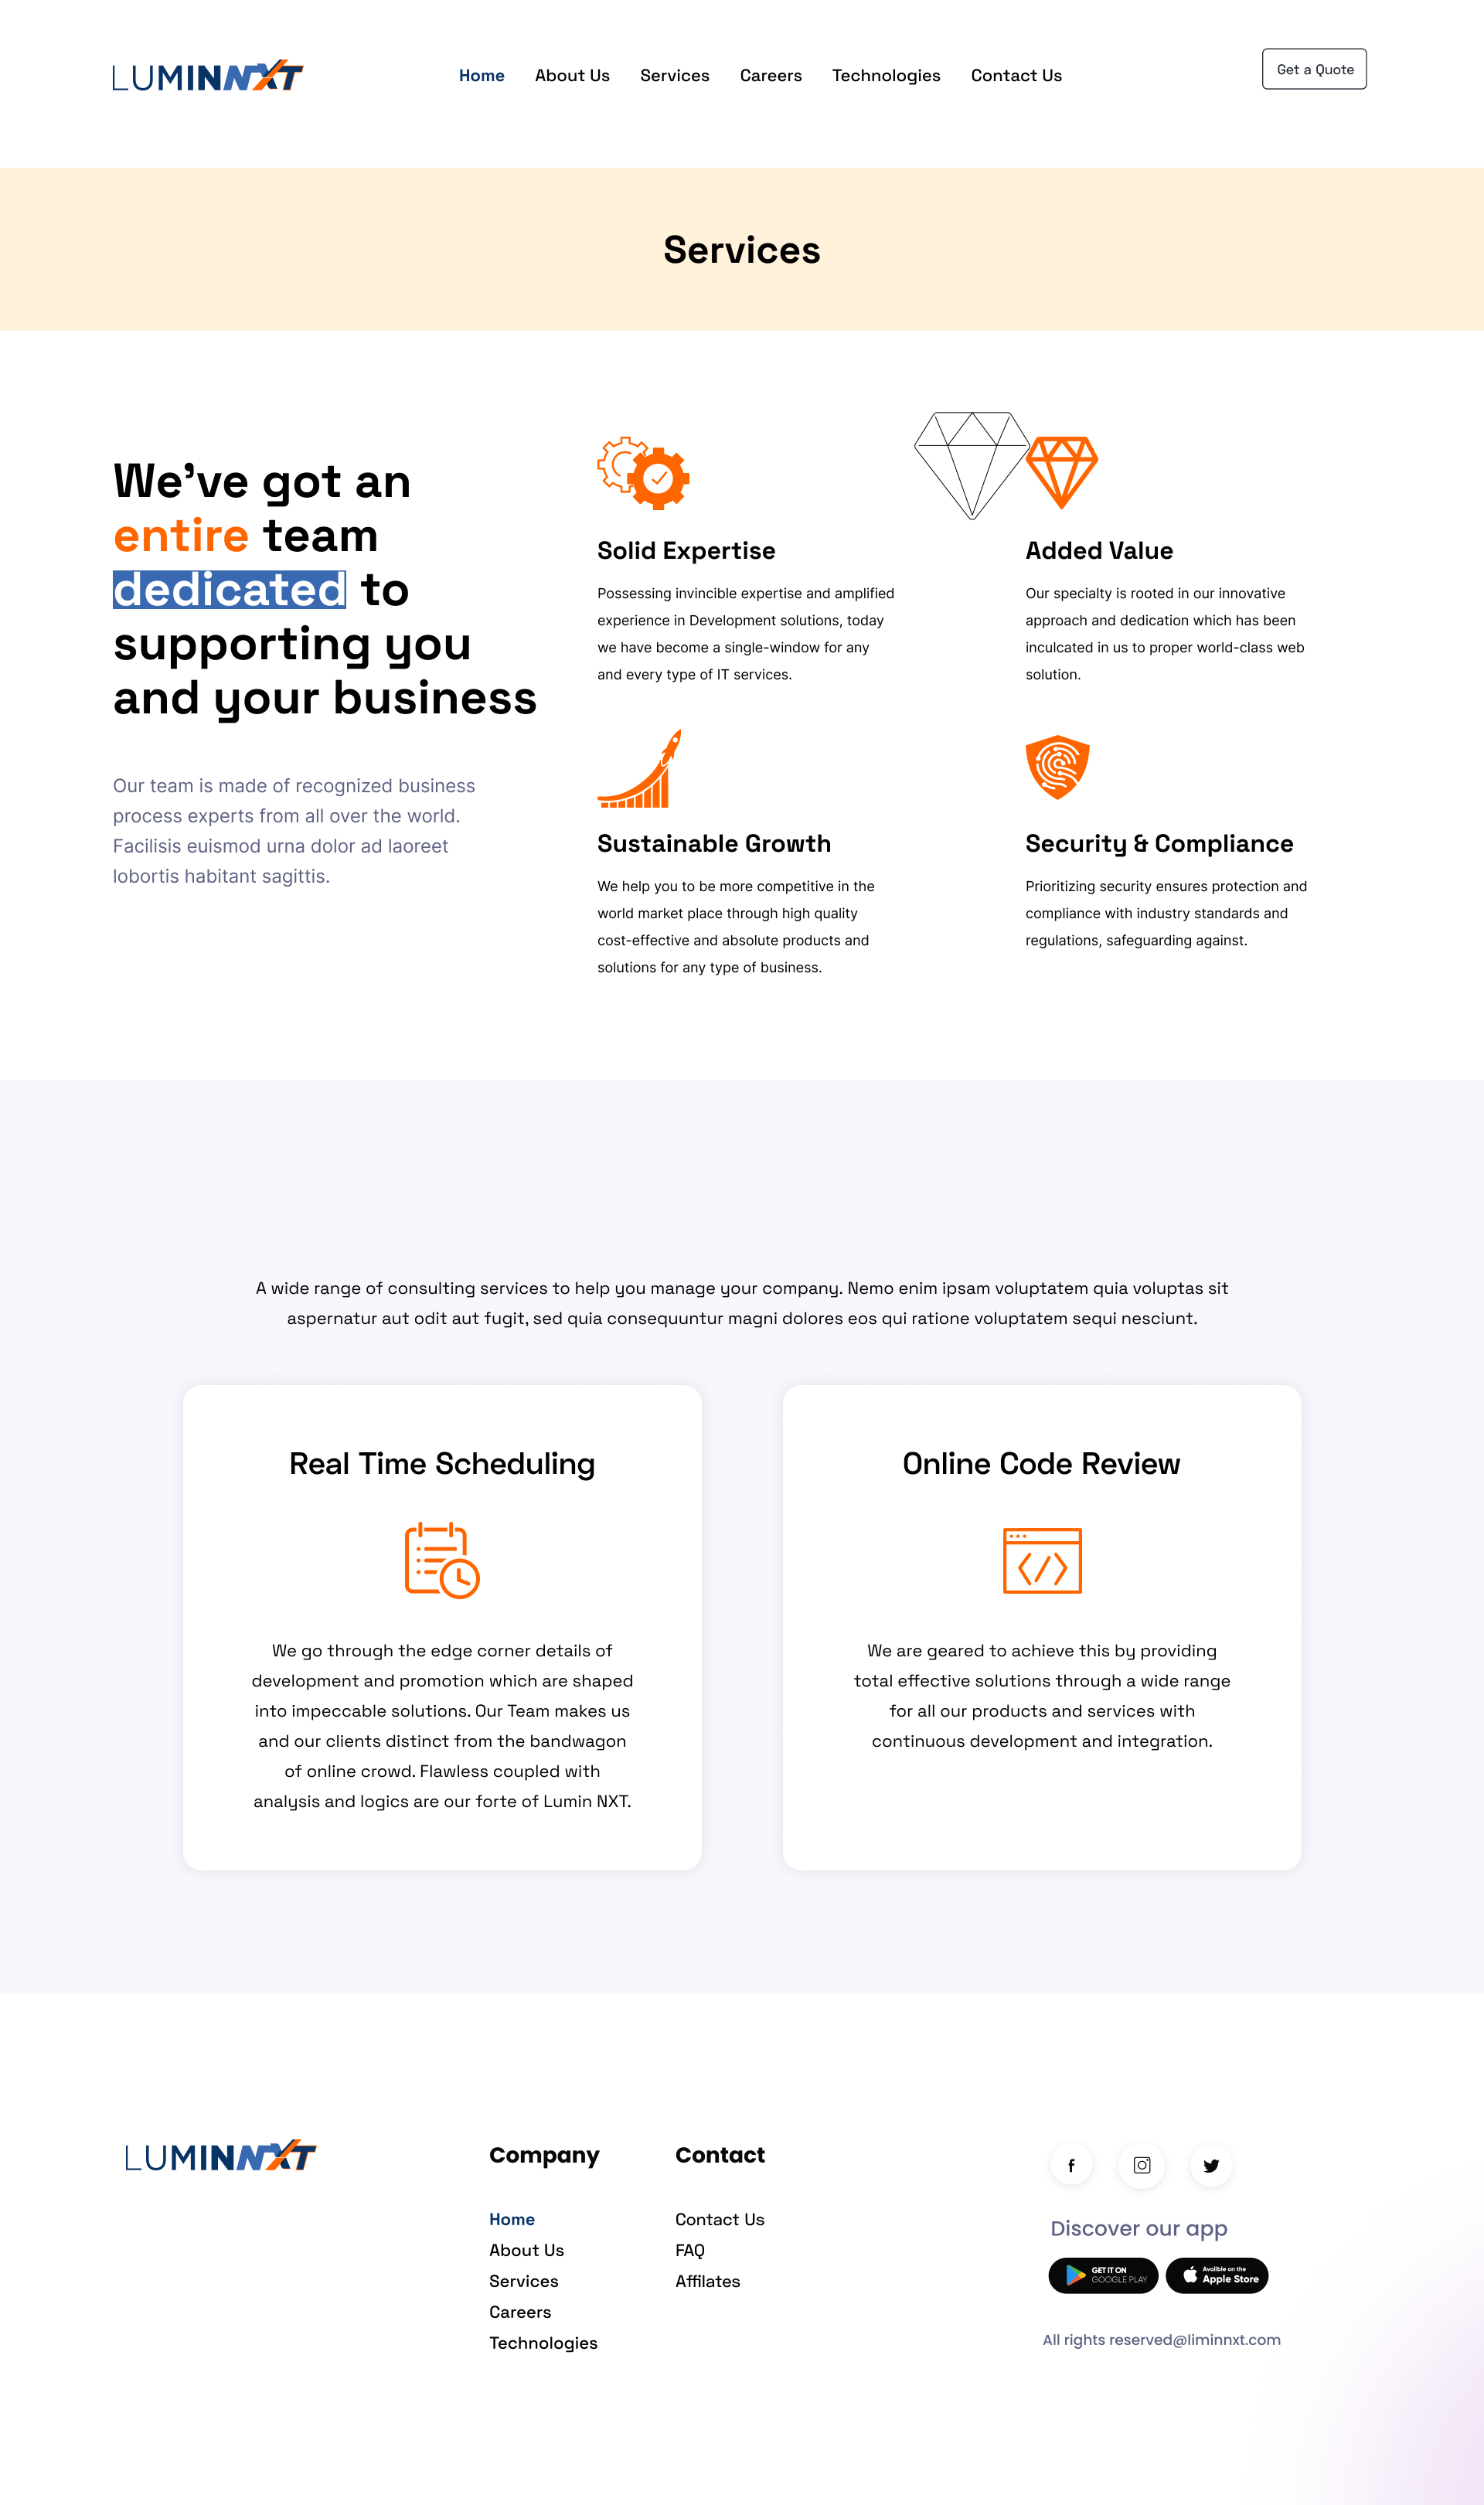 LUMINNXT
Home About Us Services Careers Technologies Contact Us
Get a Quote
Services
We’ve got an
entire team
dedicated to
supporting you
and your business
Our team is made of recognized business
process experts from all over the world.
Facilisis euismod urna dolor ad laoreet
lobortis habitant sagittis.
Solid Expertise
Possessing invincible expertise and amplified
experience in Development solutions, today
we have become a single-window for any
and every type of IT services.
Added Value
Our specialty is rooted in our innovative
approach and dedication which has been
inculcated in us to proper world-class web
solution.
Sustainable Growth
We help you to be more competitive in the
world market place through high quality
cost-effective and absolute products and
solutions for any type of business.
Security & Compliance
Prioritizing security ensures protection and
compliance with industry standards and
regulations, safeguarding against.
A wide range of consulting services to help you manage your company. Nemo enim ipsam voluptatem quia voluptas sit
aspernatur aut odit aut fugit, sed quia consequuntur magni dolores eos qui ratione voluptatem sequi nesciunt.
Real Time Scheduling
We go through the edge corner details of
development and promotion which are shaped
into impeccable solutions. Our Team makes us
and our clients distinct from the bandwagon
of online crowd. Flawless coupled with
analysis and logics are our forte of Lumin NXT.
Online Code Review
We are geared to achieve this by providing
total effective solutions through a wide range
for all our products and services with
continuous development and integration.
LUMINNXT
Company
Home
About Us
Services
Careers
Technologies
Contact
Contact Us
FAQ
Affilates
Discover our app
GET IT ON
GOOGLE PLAY
Availble on the
Apple Store
All rights reserved@liminnxt.com